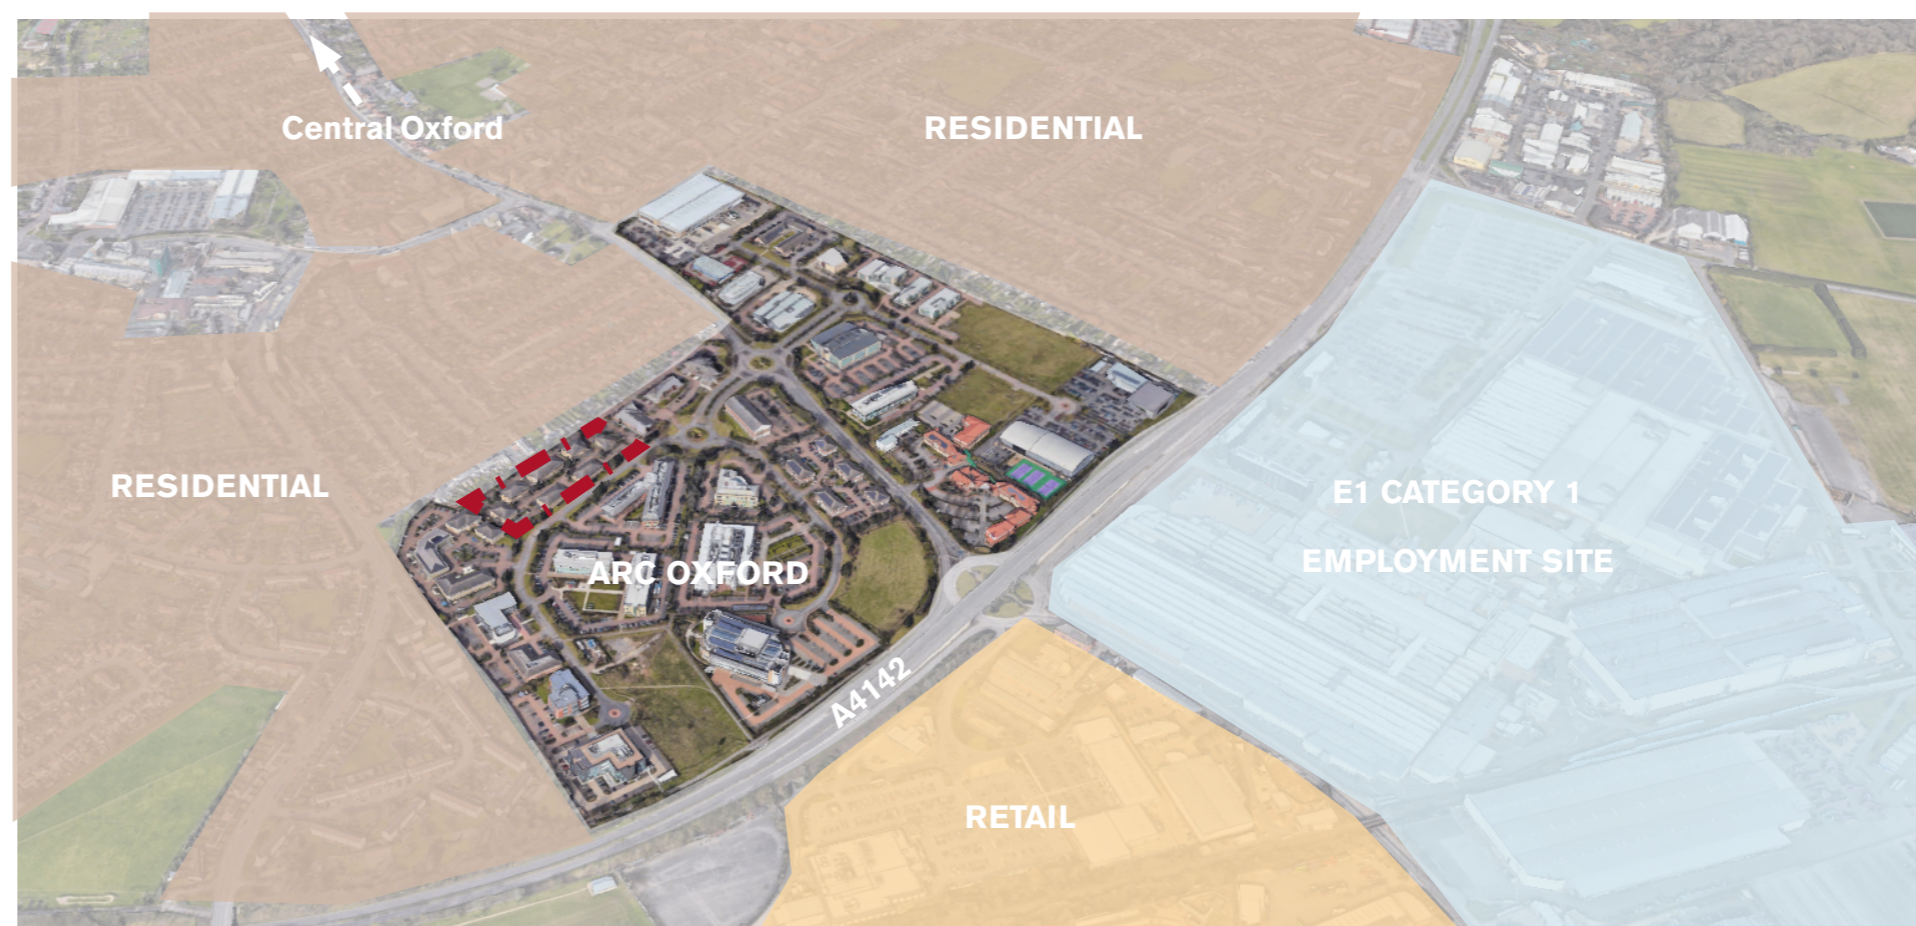 Central Oxford
RESIDENTIAL
RESIDENTIAL
E1 CATEGORY 1
EMPLOYMENT SITE
ARC OXFORD
A4142
RETAIL